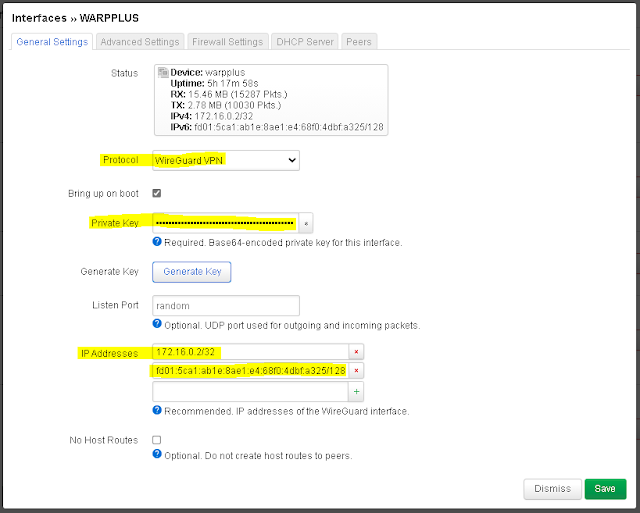 Interfaces » WARPPLUS
General Settings
Advanced Settings
Firewall Settings
DHCP Server
Peers
Status
Device: warpplus
Uptime: 5h 17m 58s
RX: 15.46 MB (15287 Pkts.)
TX: 2.78 MB (10030 Pkts.)
IPv4: 172.16.0.2/32
IPv6: fd01:5ca1:ab1e:8ae1:e4:68f0:4dbf:a325/128
Protocol
WireGuard VPN
Bring up on boot
Private Key
Required. Base64-encoded private key for this interface.
Generate Key
Generate Key
Listen Port
random
Optional. UDP port used for outgoing and incoming packets.
IP Addresses
172.16.0.2/32
fd01:5ca1:ab1e:8ae1:e4:68f0:4dbf:a325/128
Recommended. IP addresses of the WireGuard interface.
No Host Routes
Optional. Do not create host routes to peers.
Dismiss
Save